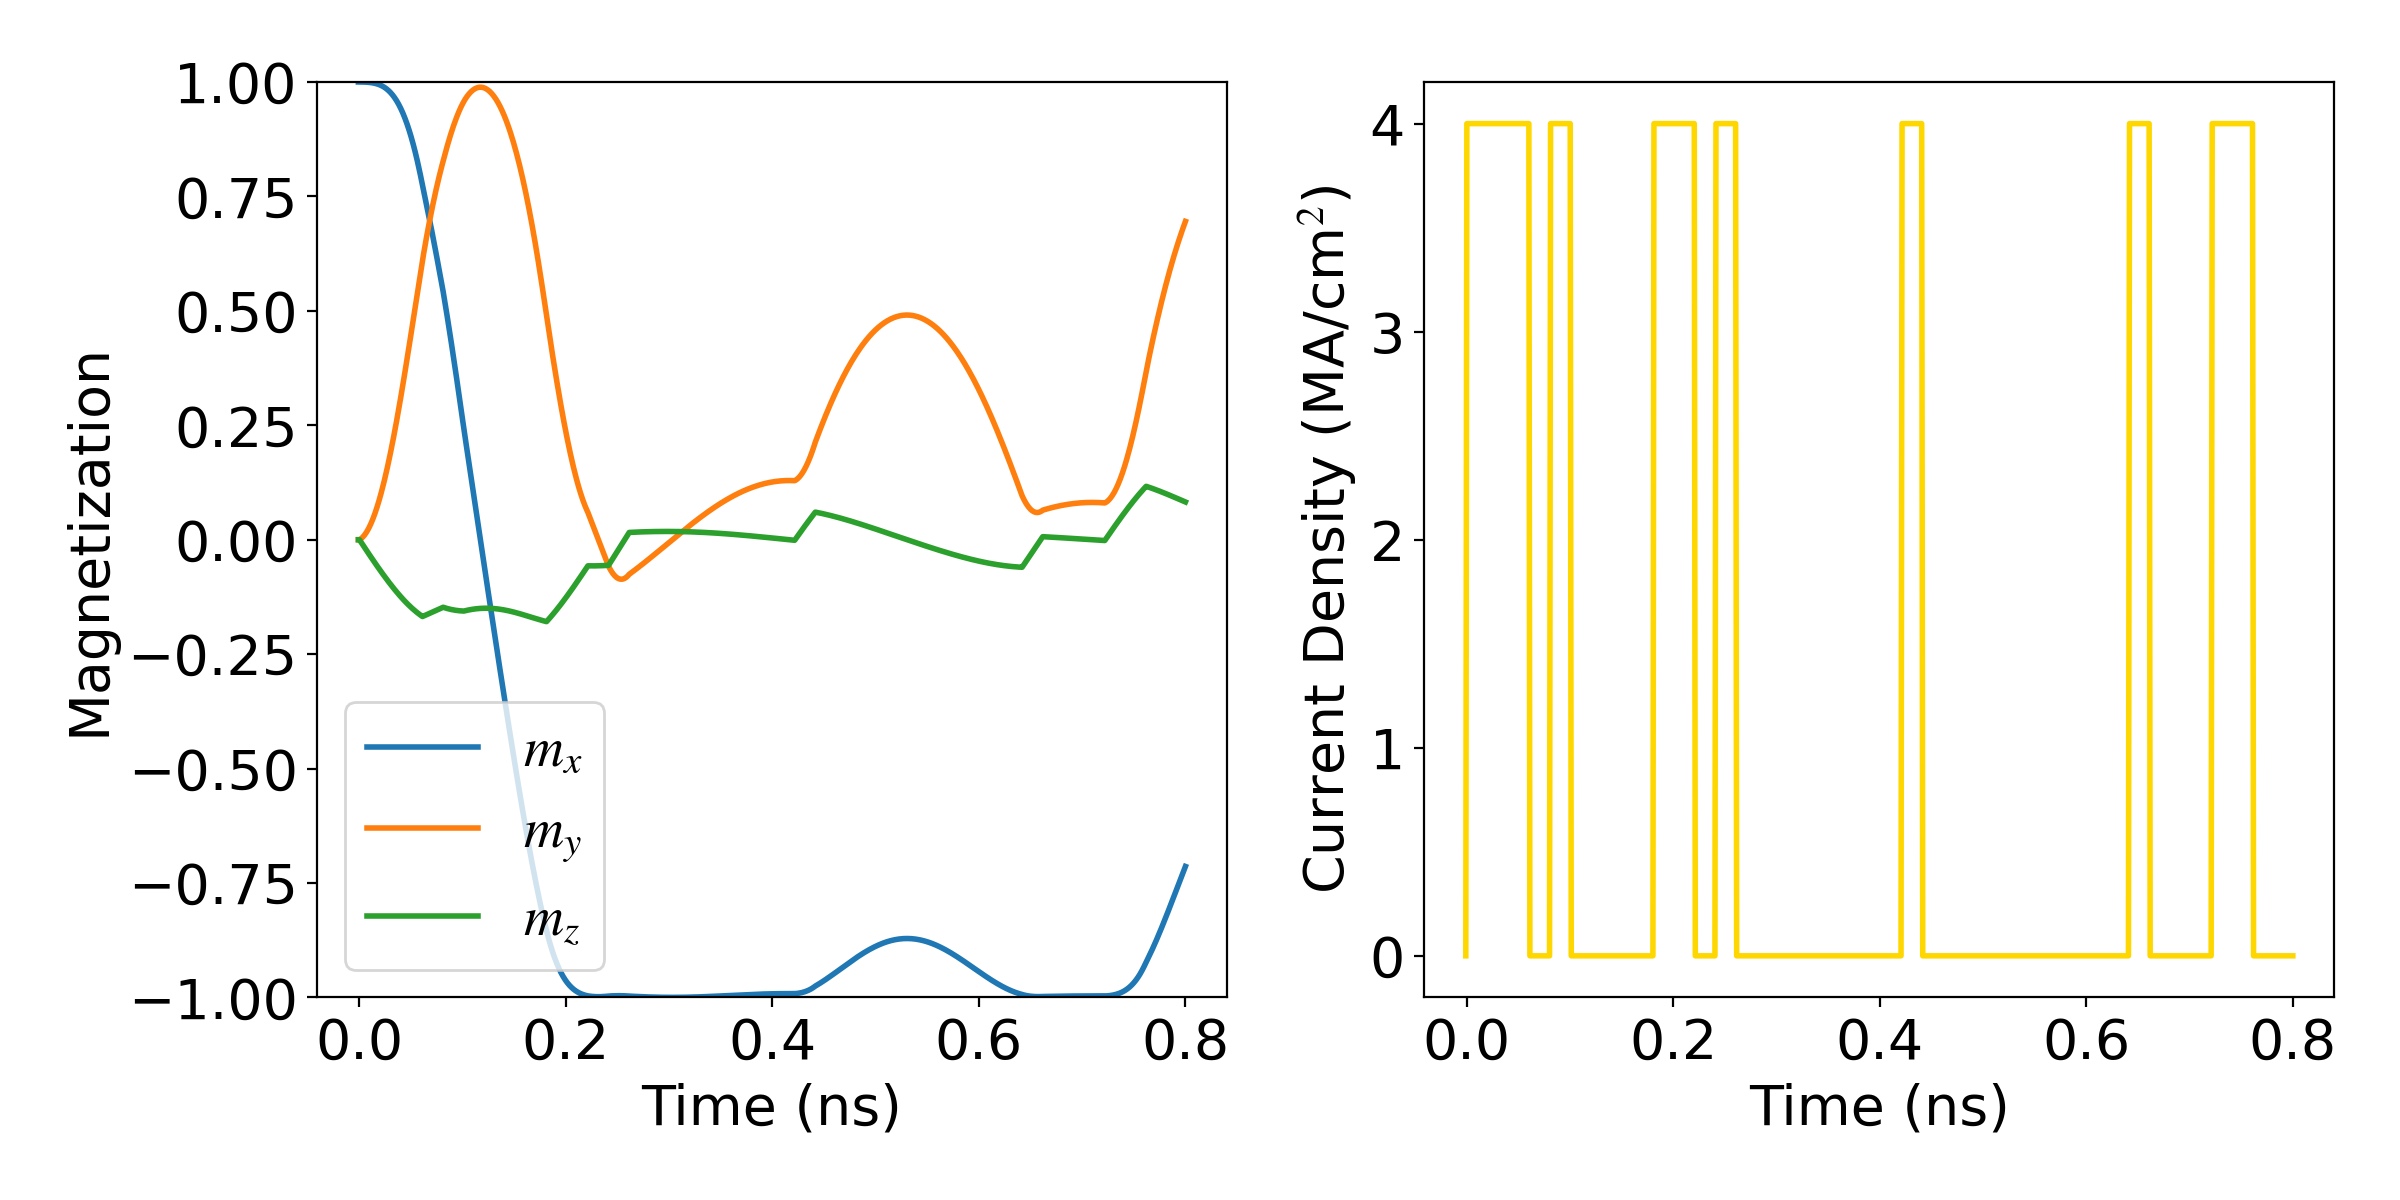 Magnetization
1.00
0.75
0.50
0.25
0.00
−0.25
−0.50
−0.75
−1.00
m_x
m_y
m_z
0.0 0.2 0.4 0.6 0.8
Time (ns)
Current Density (MA/cm²)
4
3
2
1
0
0.0 0.2 0.4 0.6 0.8
Time (ns)